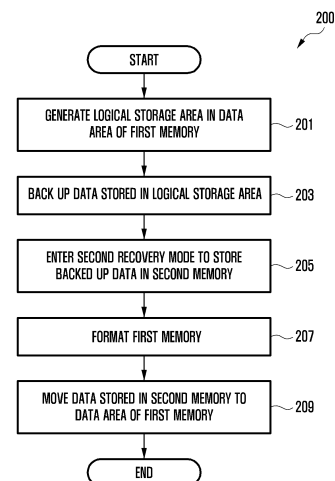 200
START
GENERATE LOGICAL STORAGE AREA IN DATA
AREA OF FIRST MEMORY
201
BACK UP DATA STORED IN LOGICAL STORAGE AREA
203
ENTER SECOND RECOVERY MODE TO STORE
BACKED UP DATA IN SECOND MEMORY
205
FORMAT FIRST MEMORY
207
MOVE DATA STORED IN SECOND MEMORY TO
DATA AREA OF FIRST MEMORY
209
END